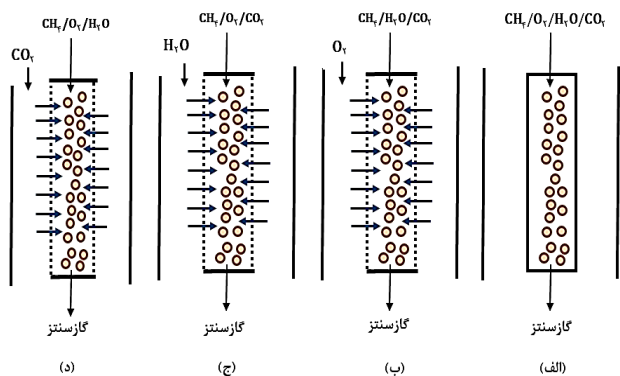 CH۴/O۲/H۲O/CO۲
CH۴/H۲O/CO۲
CH۴/O۲/CO۲
CH۴/O۲/H۲O
O۲
H۲O
CO۲
گازسنتز
گازسنتز
گازسنتز
گازسنتز
(الف)
(ب)
(ج)
(د)